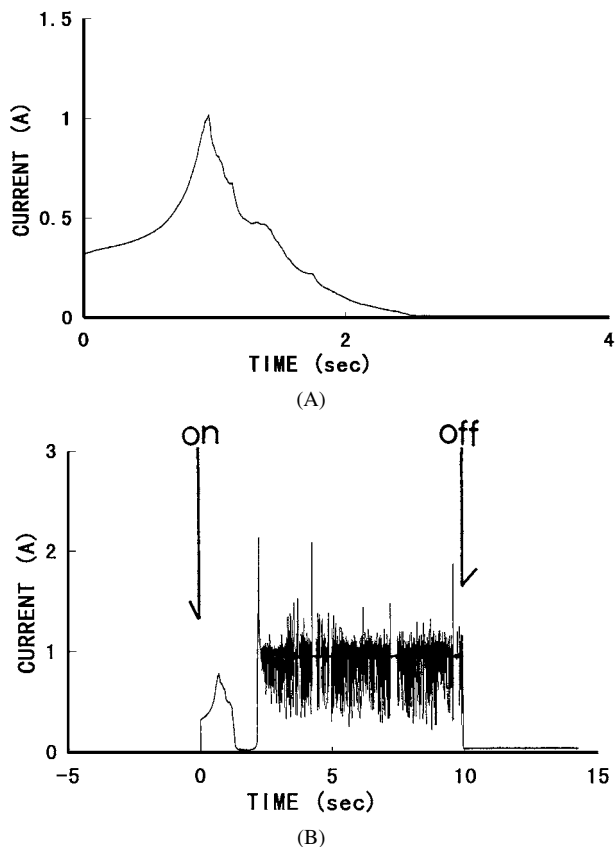 1.5
1
0.5
0
CURRENT (A)
0 2 4
TIME (sec)
(A)
on off
3
2
1
0
CURRENT (A)
-5 0 5 10 15
TIME (sec)
(B)